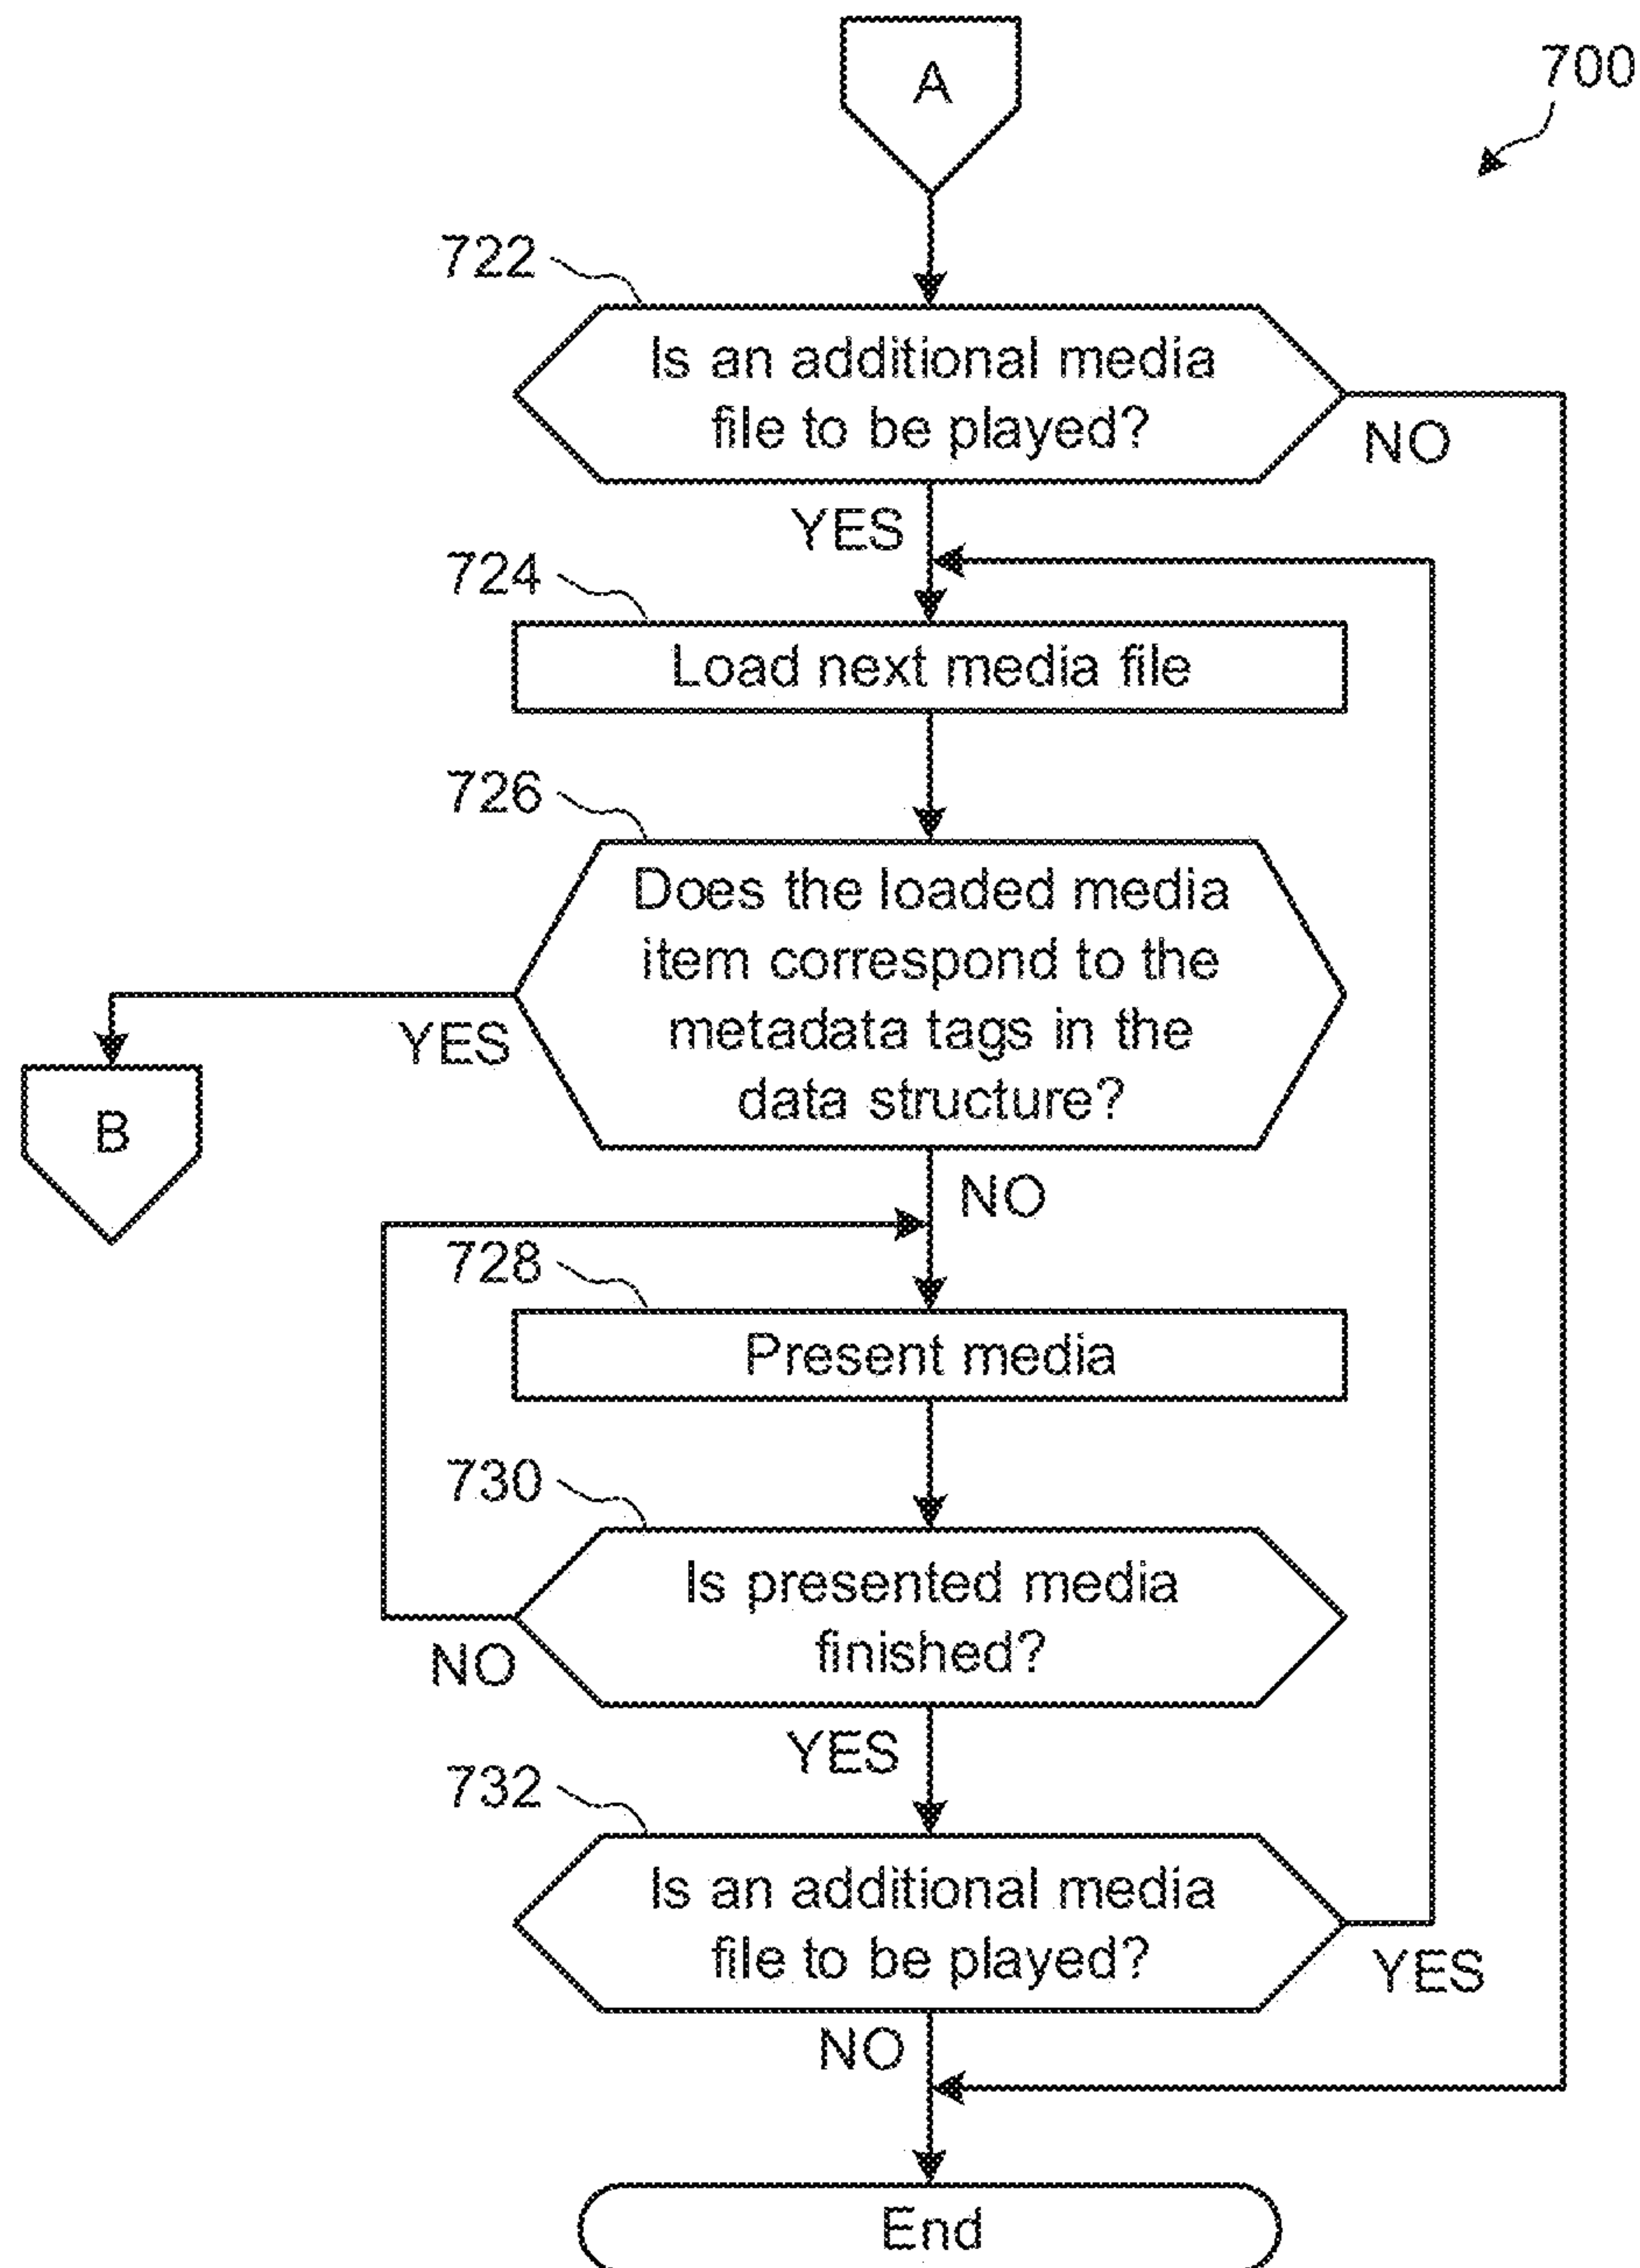 A
700
722
Is an additional media
file to be played?
NO
YES
724
Load next media file
726
Does the loaded media
item correspond to the
metadata tags in the
data structure?
YES
B
NO
728
Present media
730
Is presented media
finished?
NO
YES
732
Is an additional media
file to be played?
YES
NO
End